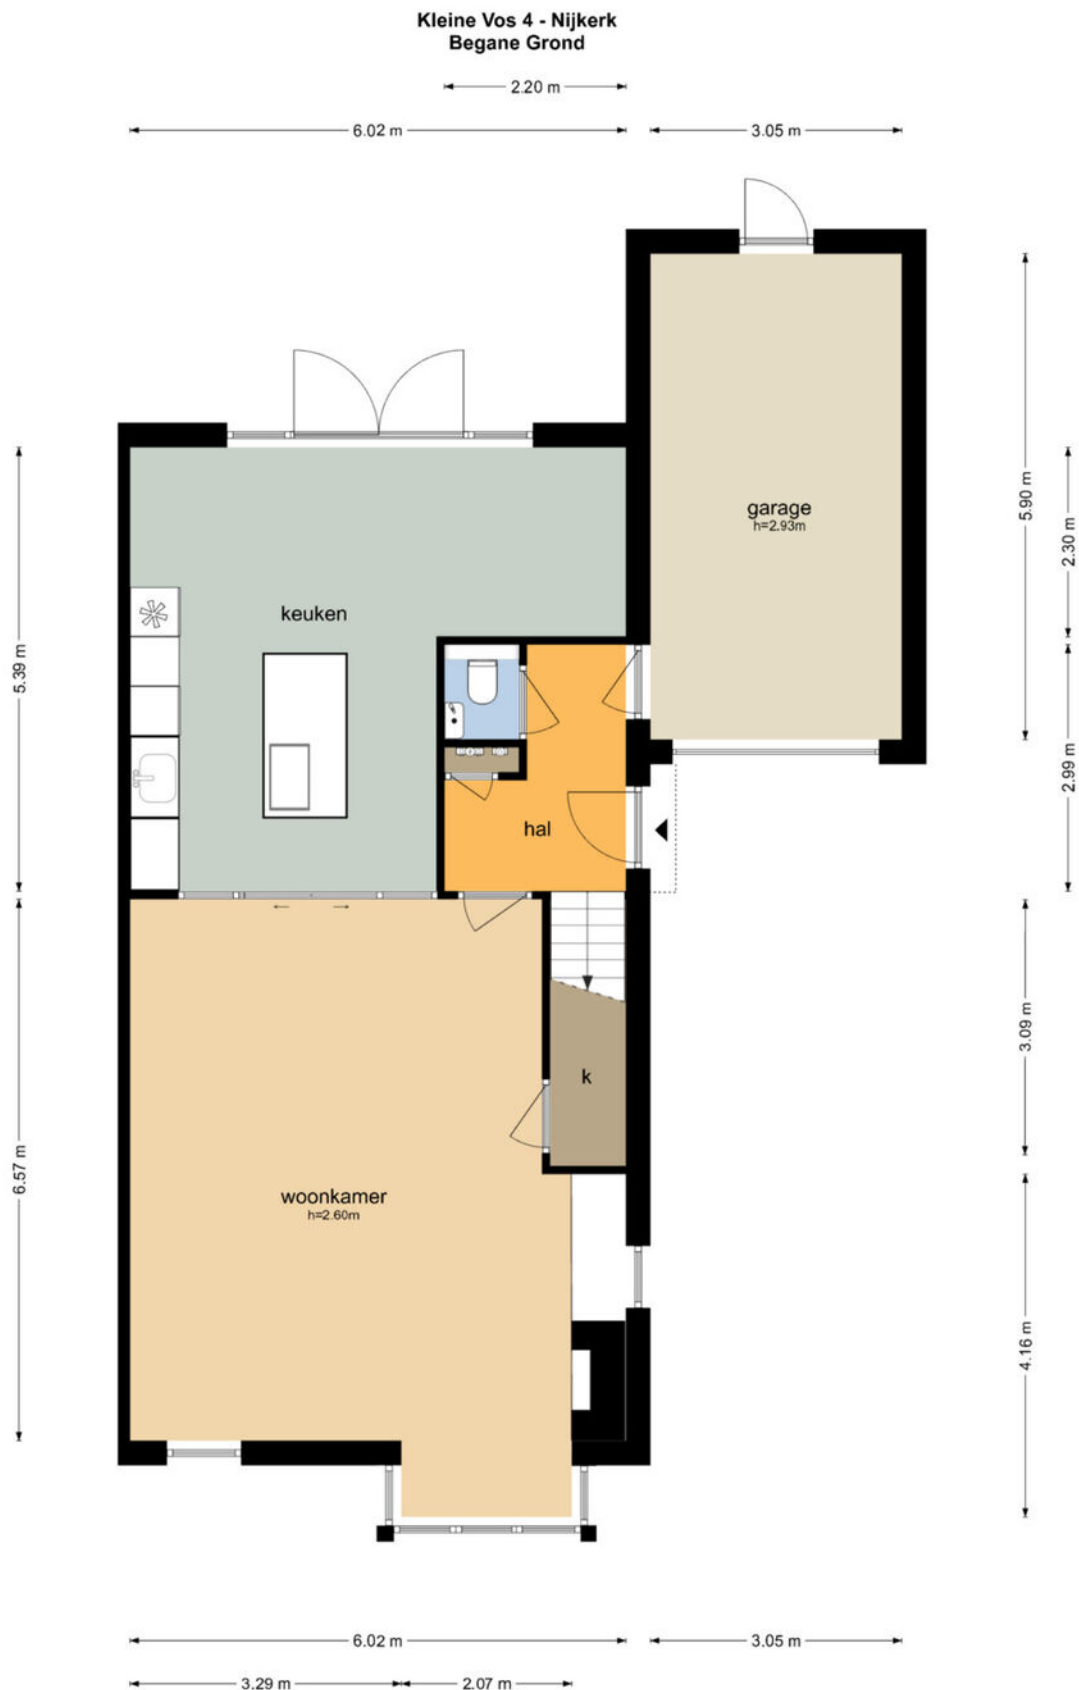 Kleine Vos 4 - Nijkerk
Begane Grond
2.20 m
6.02 m
3.05 m
garage
h=2.93m
5.90 m
2.30 m
keuken
5.39 m
2.99 m
hal
3.09 m
k
6.57 m
woonkamer
h=2.60m
4.16 m
6.02 m
3.05 m
3.29 m
2.07 m